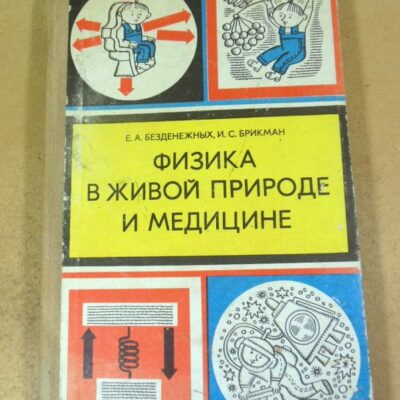 Е. А. БЕЗДЕНЕЖНЫХ, И. С. БРИКМАН
ФИЗИКА
В ЖИВОЙ ПРИРОДЕ
И МЕДИЦИНЕ